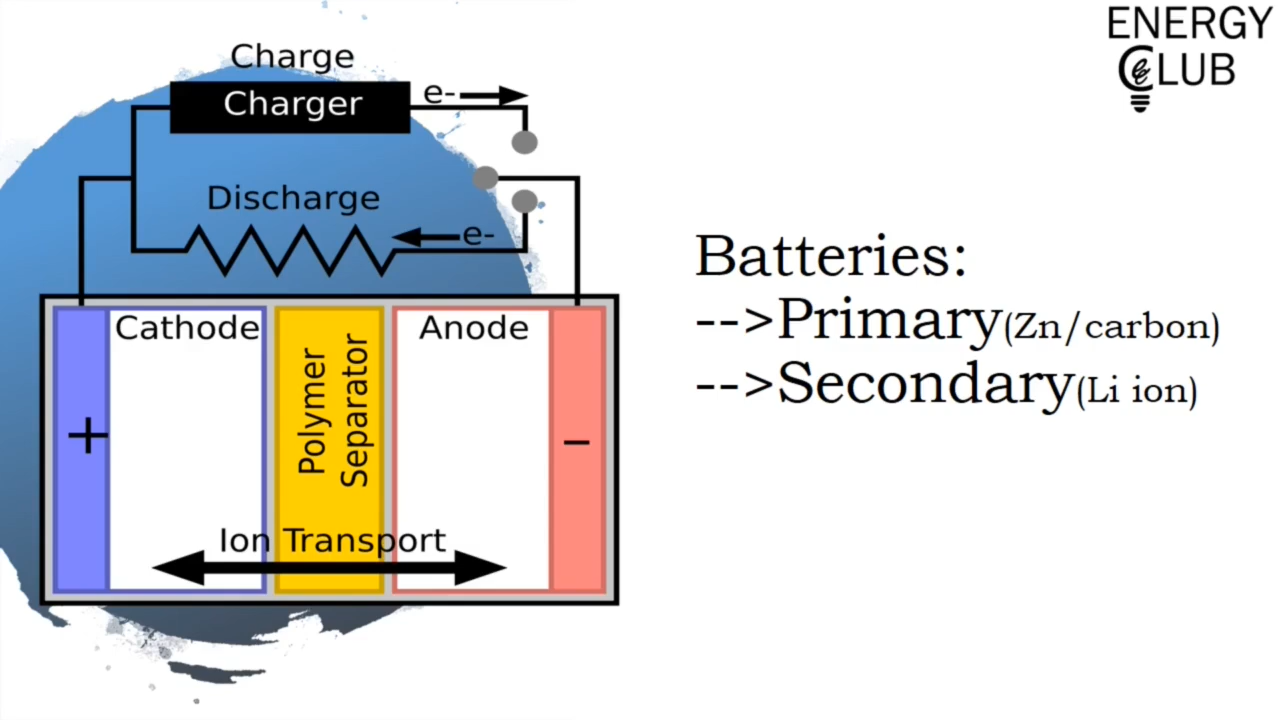 Charge
Charger
e-
Discharge
e-
Cathode
Anode
Polymer
Separator
+
–
Ion Transport
ENERGY
CLUB
Batteries:
-->Primary(Zn/carbon)
-->Secondary(Li ion)